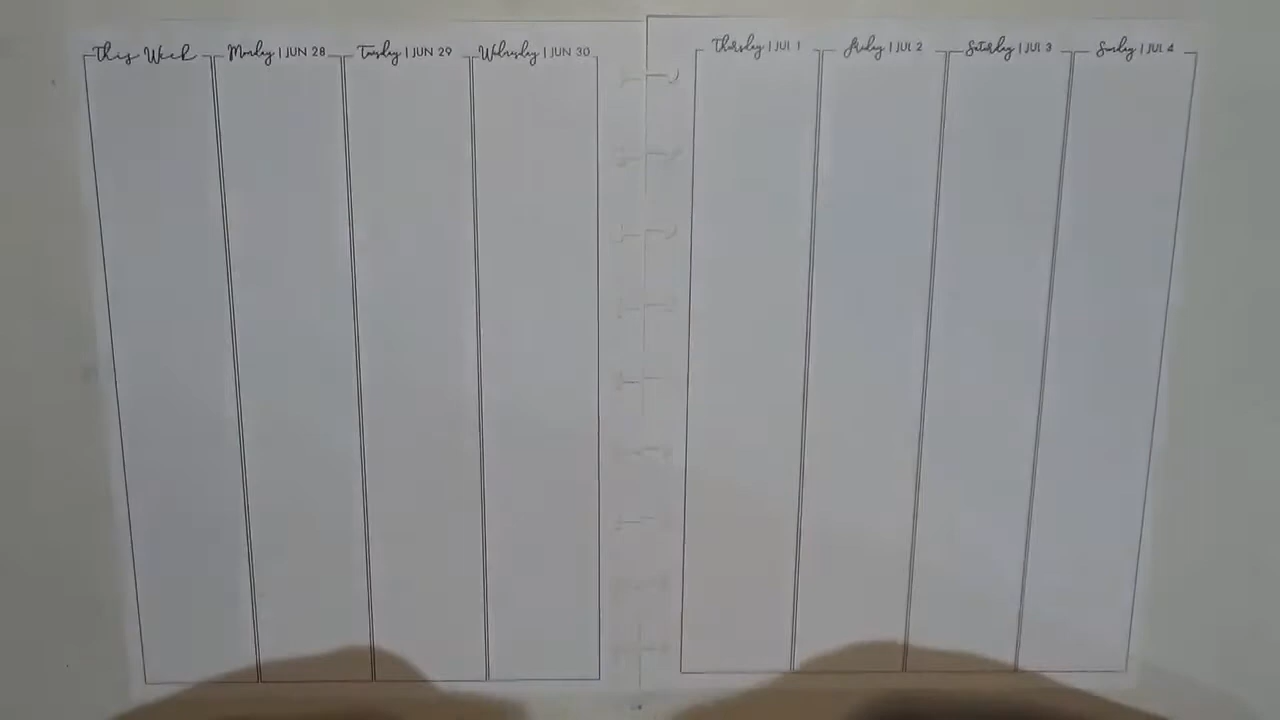 This Week
Monday | JUN 28
Tuesday | JUN 29
Wednesday | JUN 30
Thursday | JUL 1
Friday | JUL 2
Saturday | JUL 3
Sunday | JUL 4